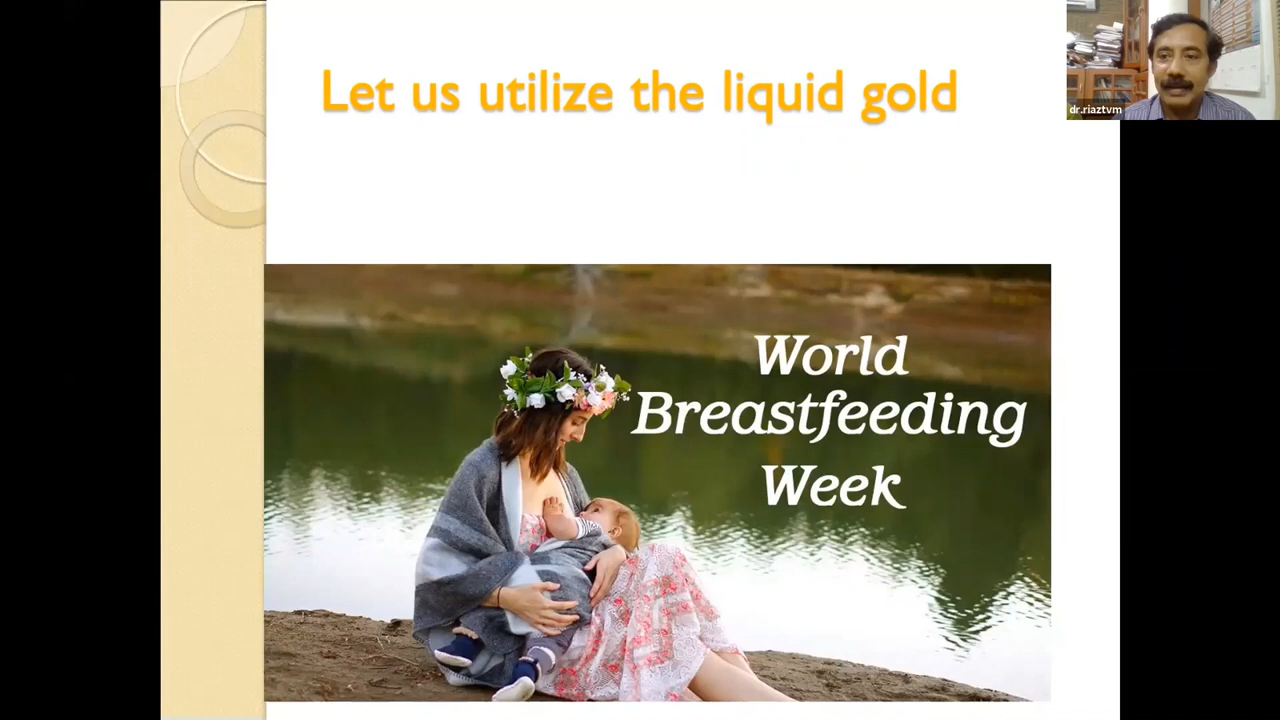 Let us utilize the liquid gold
dr.riaztvm
World
Breastfeeding
Week